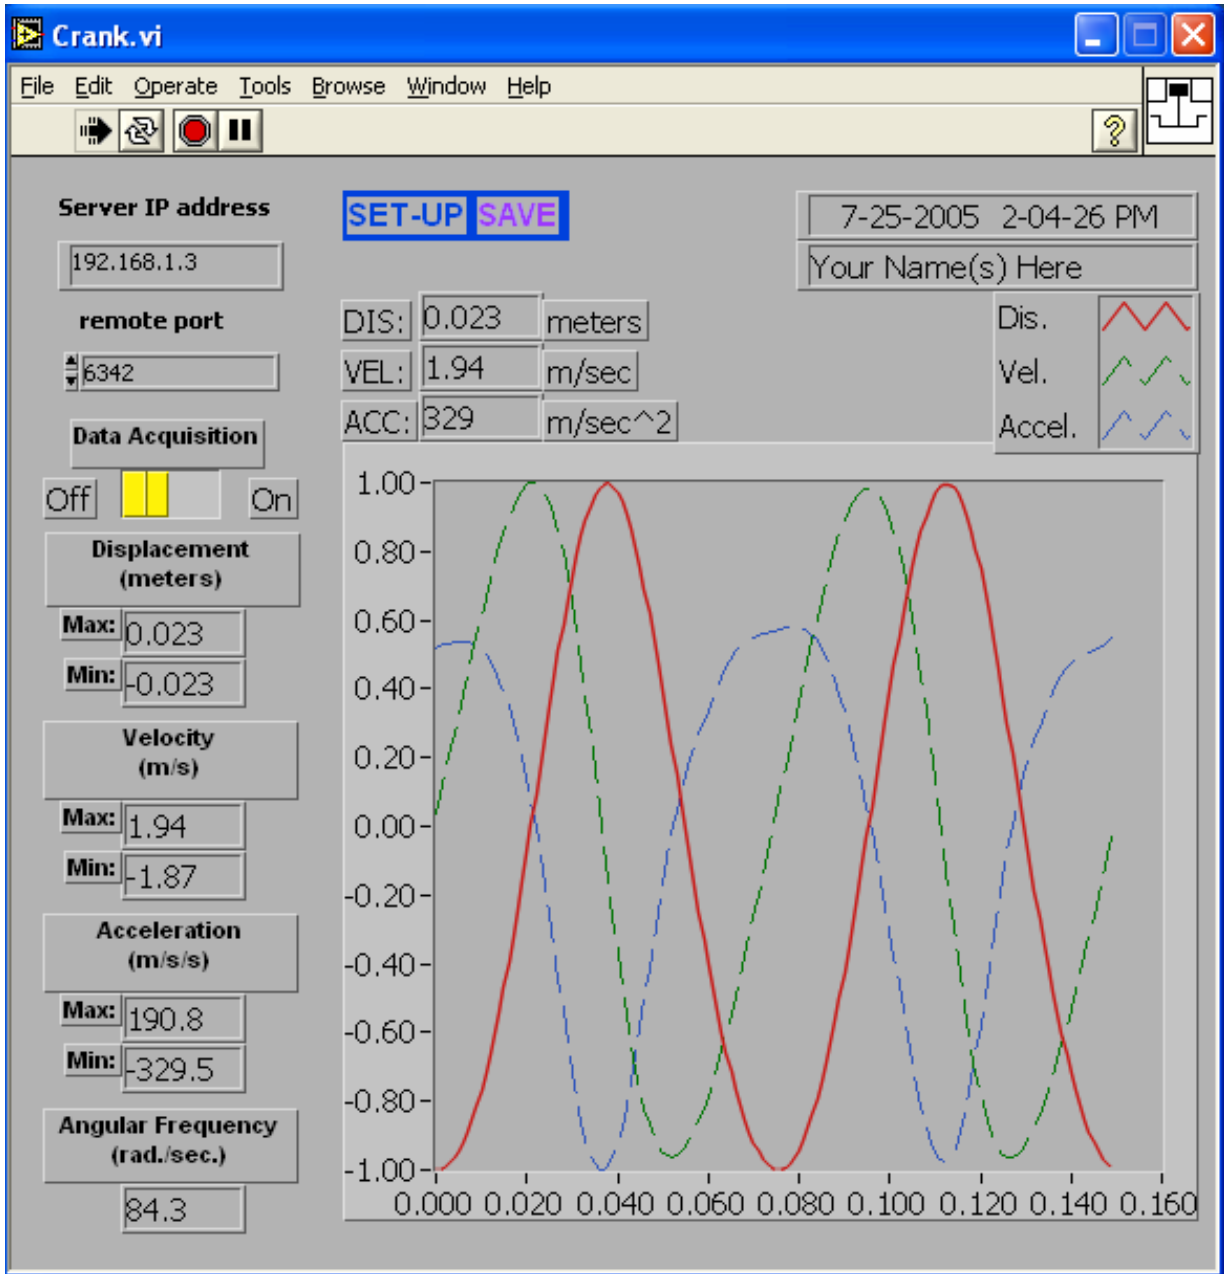 Crank.vi
File Edit Operate Tools Browse Window Help
Server IP address
192.168.1.3
remote port
6342
Data Acquisition
Off On
Displacement
(meters)
Max: 0.023
Min: -0.023
Velocity
(m/s)
Max: 1.94
Min: -1.87
Acceleration
(m/s/s)
Max: 190.8
Min: -329.5
Angular Frequency
(rad./sec.)
84.3
SET-UP SAVE
7-25-2005 2-04-26 PM
Your Name(s) Here
DIS: 0.023 meters
VEL: 1.94 m/sec
ACC: 329 m/sec^2
Dis.
Vel.
Accel.
1.00
0.80
0.60
0.40
0.20
0.00
-0.20
-0.40
-0.60
-0.80
-1.00
0.000 0.020 0.040 0.060 0.080 0.100 0.120 0.140 0.160